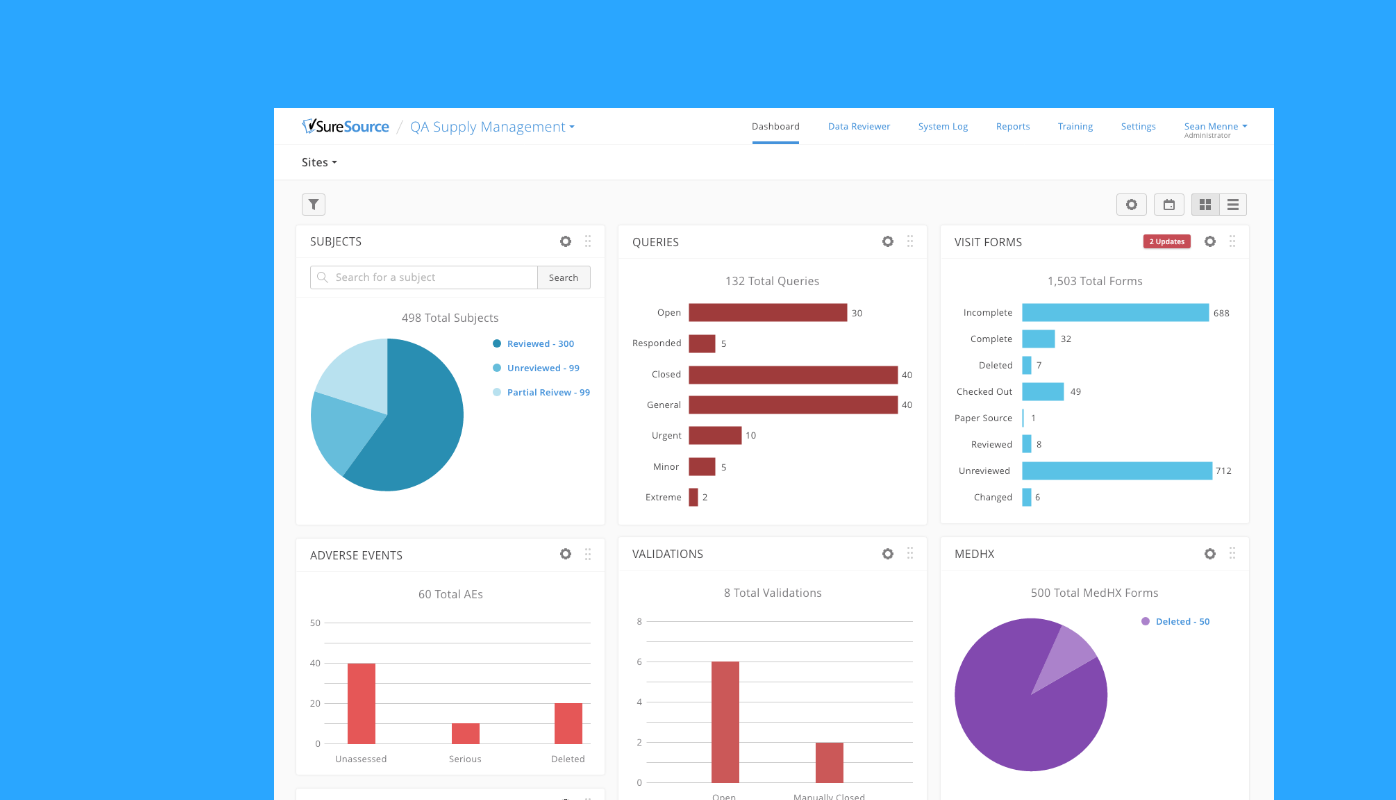 SureSource / QA Supply Management
Dashboard Data Reviewer System Log Reports Training Settings Sean Menne
Administrator
Sites
SUBJECTS
Search for a subject Search
498 Total Subjects
Reviewed - 300
Unreviewed - 99
Partial Reivew - 99
QUERIES
132 Total Queries
Open 30
Responded 5
Closed 40
General 40
Urgent 10
Minor 5
Extreme 2
VISIT FORMS 2 Updates
1,503 Total Forms
Incomplete 688
Complete 32
Deleted 7
Checked Out 49
Paper Source 1
Reviewed 8
Unreviewed 712
Changed 6
ADVERSE EVENTS
60 Total AEs
50
40
20
0
Unassessed Serious Deleted
VALIDATIONS
8 Total Validations
8
6
4
2
0
Open Manually Closed
MEDHX
500 Total MedHX Forms
Deleted - 50